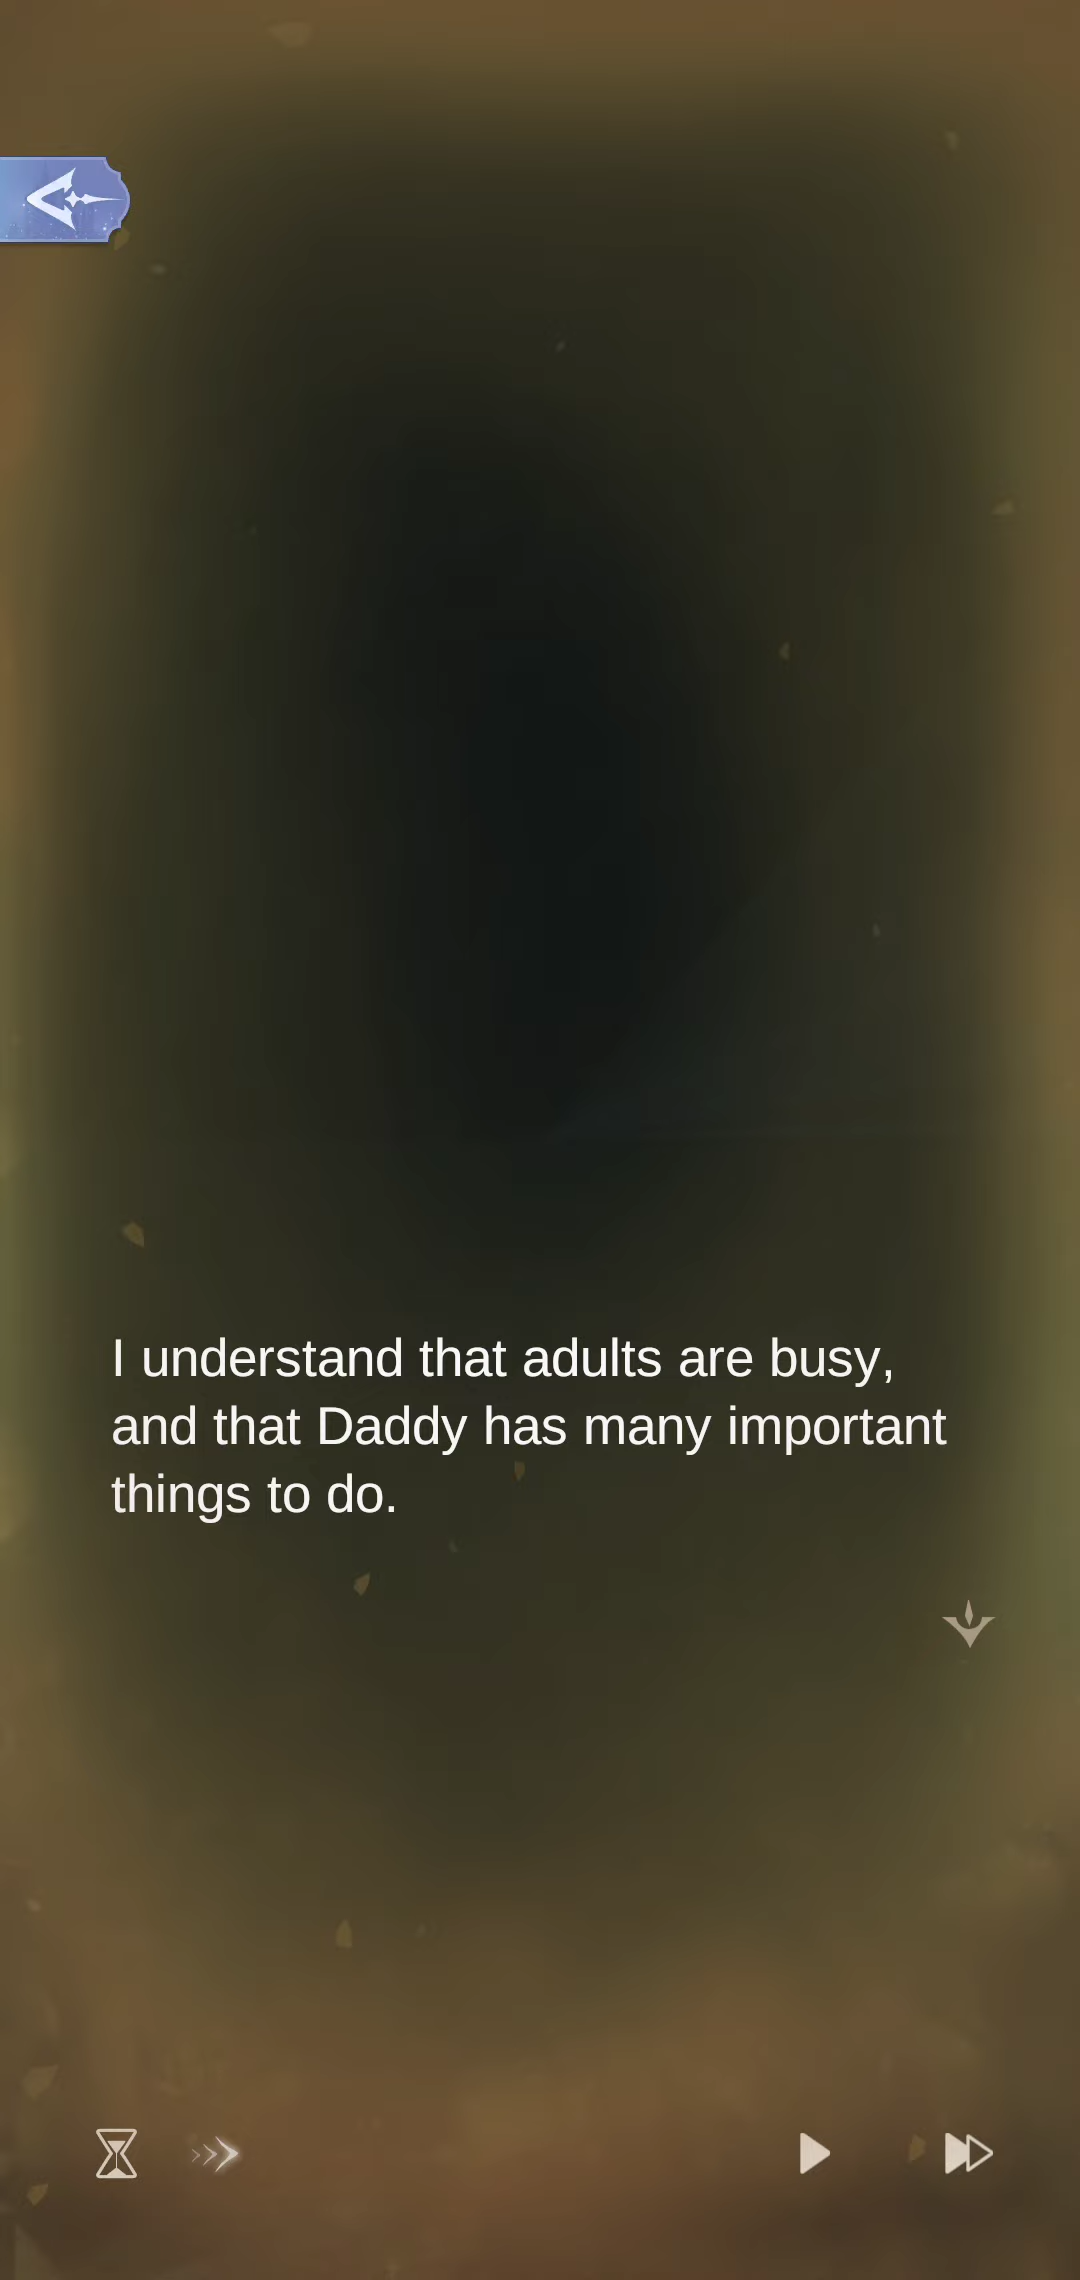 I understand that adults are busy,
and that Daddy has many important
things to do.